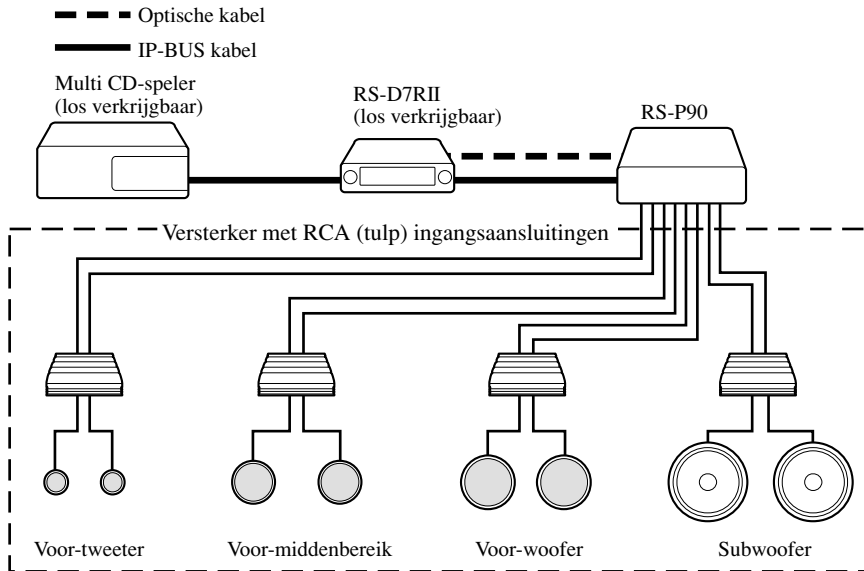 Optische kabel
IP-BUS kabel
Multi CD-speler
(los verkrijgbaar)
RS-D7RII
(los verkrijgbaar)
RS-P90
Versterker met RCA (tulp) ingangsaansluitingen
Voor-tweeter
Voor-middenbereik
Voor-woofer
Subwoofer